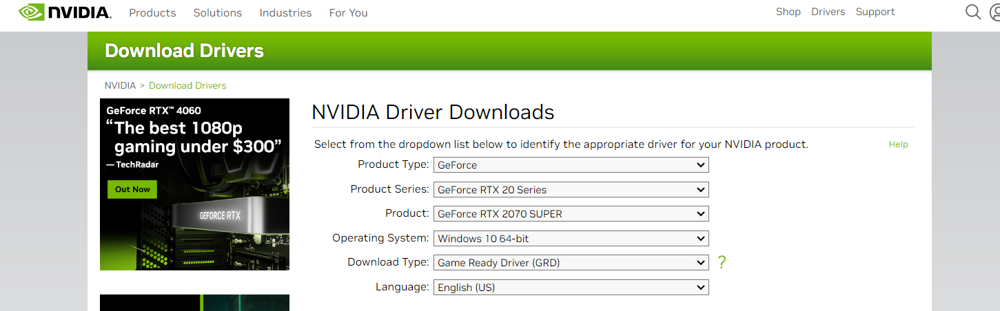 NVIDIA. Products Solutions Industries For You Shop Drivers Support
Download Drivers
NVIDIA > Download Drivers
GeForce RTX™ 4060
“The best 1080p
gaming under $300”
— TechRadar
Out Now
GEFORCE RTX
NVIDIA Driver Downloads
Select from the dropdown list below to identify the appropriate driver for your NVIDIA product. Help
Product Type: GeForce
Product Series: GeForce RTX 20 Series
Product: GeForce RTX 2070 SUPER
Operating System: Windows 10 64-bit
Download Type: Game Ready Driver (GRD) ?
Language: English (US)